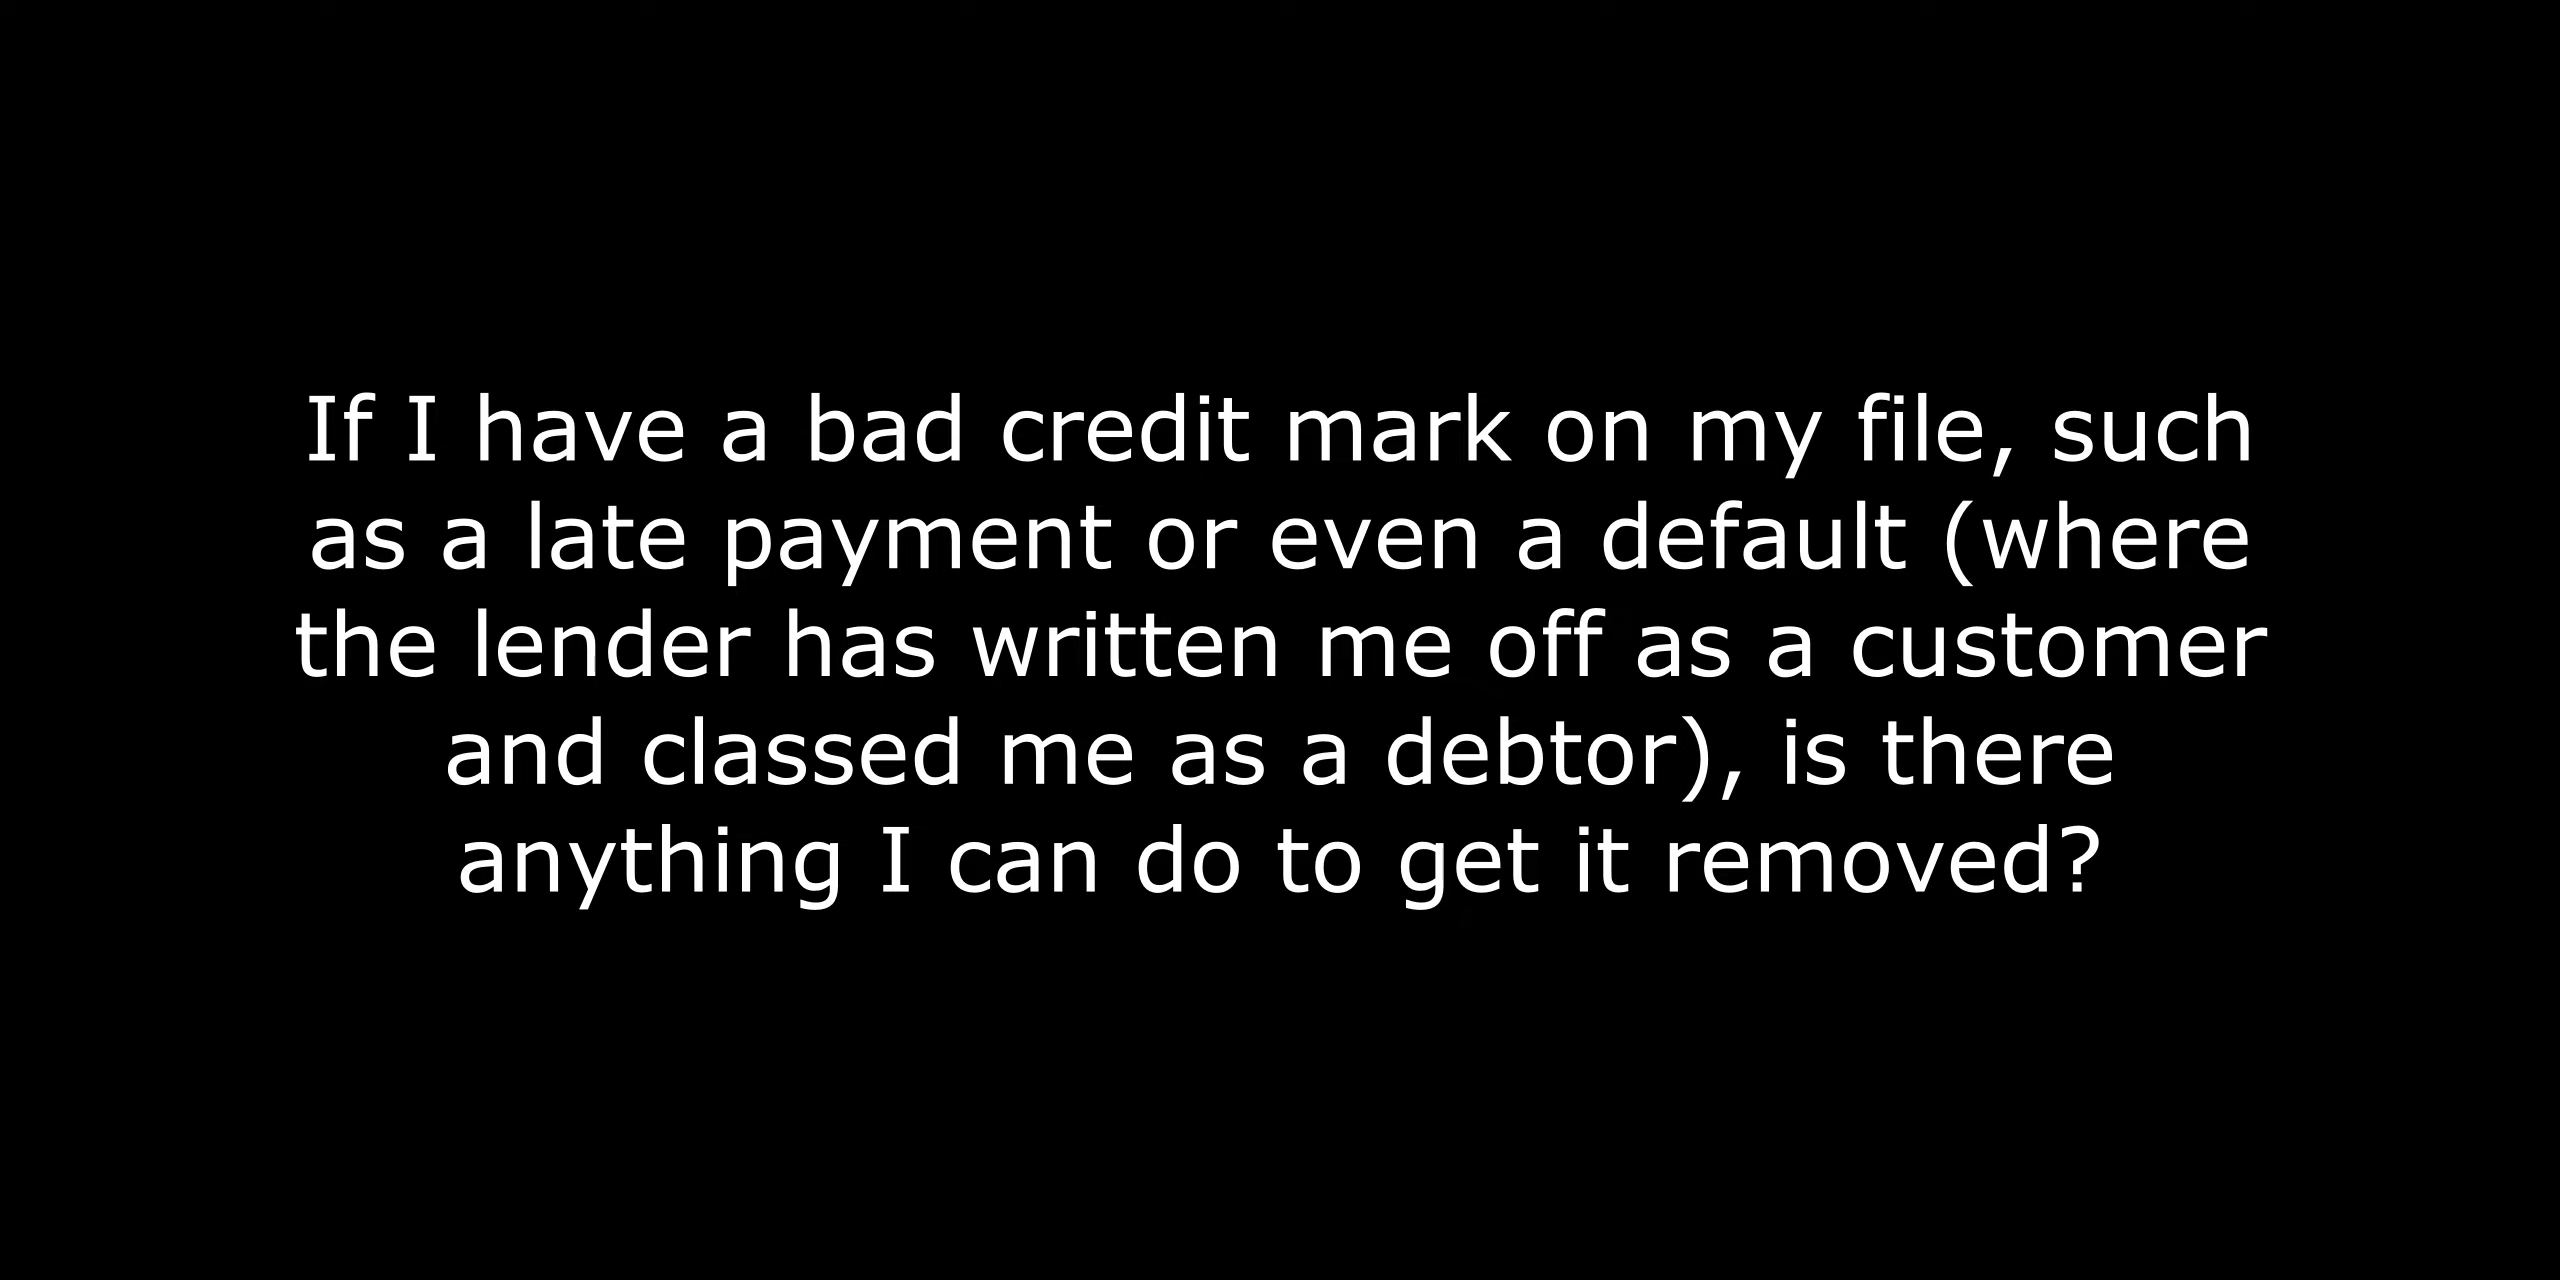 If I have a bad credit mark on my file, such
as a late payment or even a default (where
the lender has written me off as a customer
and classed me as a debtor), is there
anything I can do to get it removed?